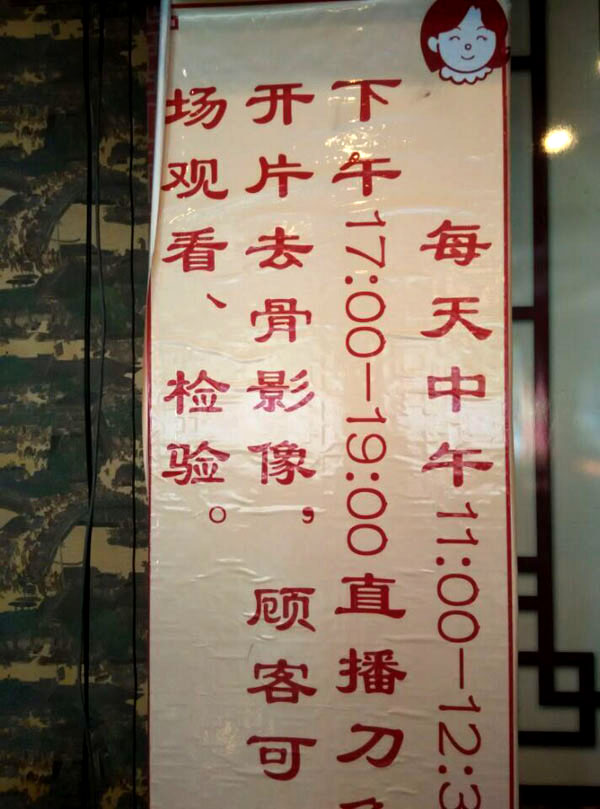 每天中午11:00—12:3
下午17:00—19:00直播刀
开片去骨影像，顾客可
场观看、检验。